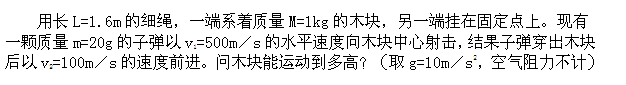 用长L=1.6m的细绳，一端系着质量M=1kg的木块，另一端挂在固定点上。现有
一颗质量m=20g的子弹以v₁=500m／s的水平速度向木块中心射击，结果子弹穿出木块
后以v₂=100m／s的速度前进。问木块能运动到多高？（取g=10m／s²，空气阻力不计）